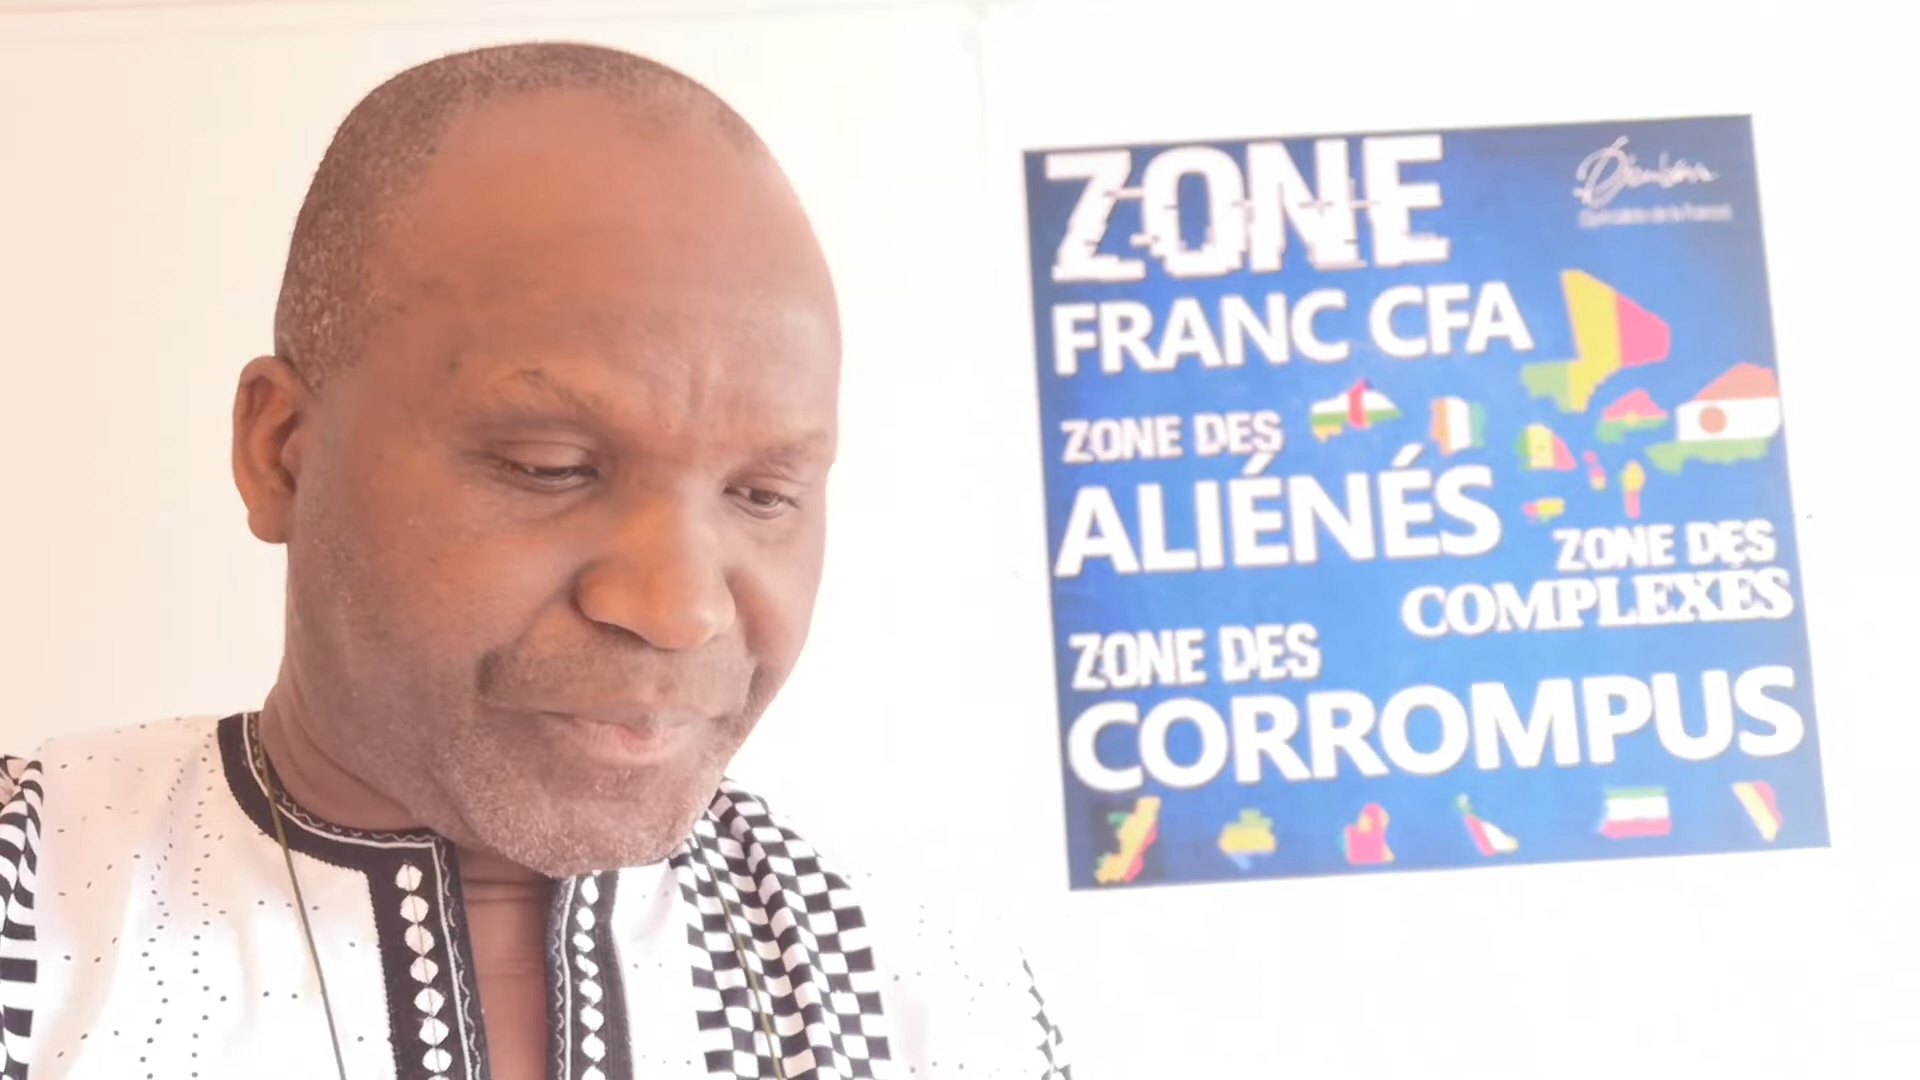 ZONE
FRANC CFA
ZONE DES
ALIÉNÉS
ZONE DES
COMPLEXES
ZONE DES
CORROMPUS